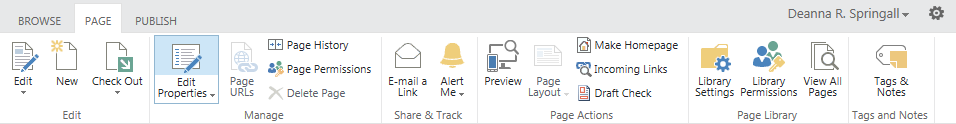 BROWSE PAGE PUBLISH Deanna R. Springall
Edit New Check Out Edit Properties Page URLs Page History Page Permissions Delete Page E-mail a Link Alert Me Preview Page Layout Make Homepage Incoming Links Draft Check Library Settings Library Permissions View All Pages Tags & Notes
Edit Manage Share & Track Page Actions Page Library Tags and Notes